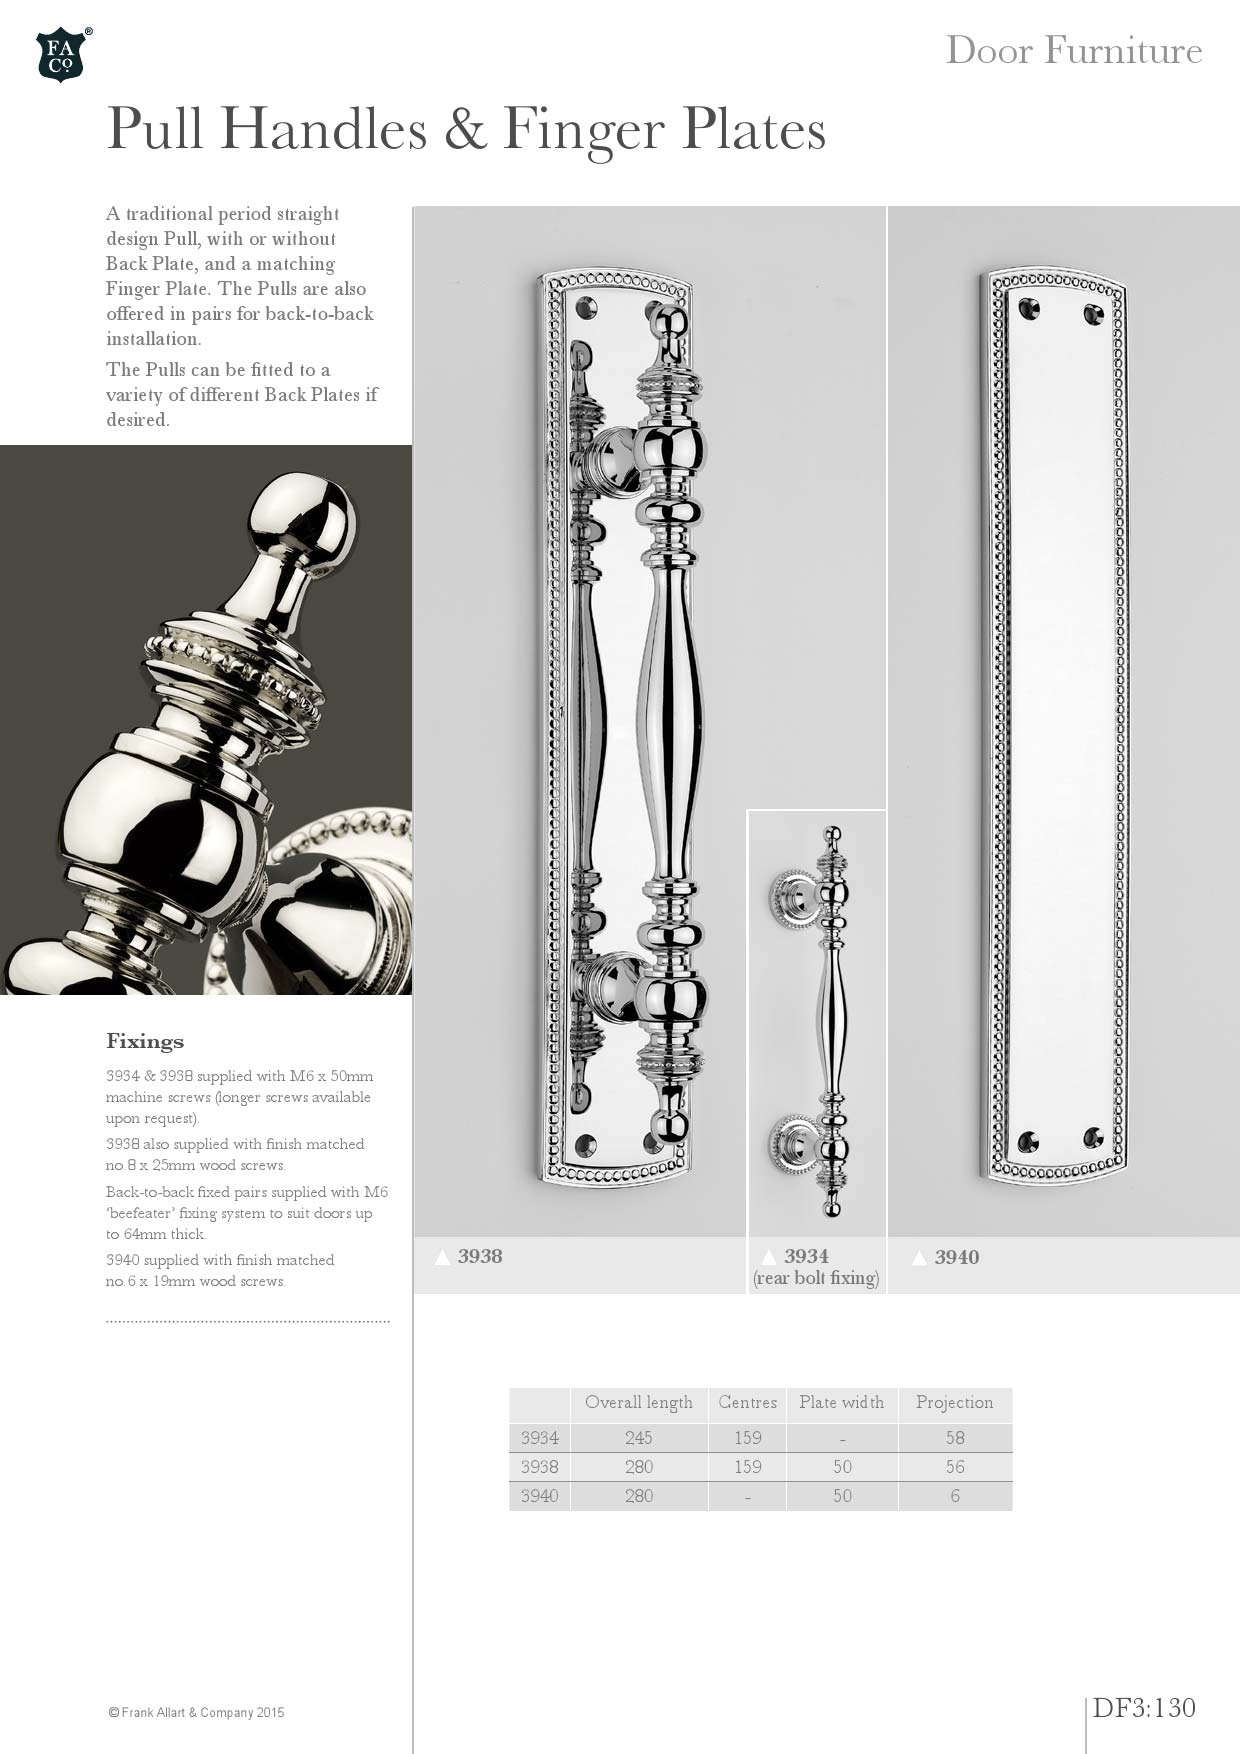 FA
Co.
®
Door Furniture
Pull Handles & Finger Plates
A traditional period straight
design Pull, with or without
Back Plate, and a matching
Finger Plate. The Pulls are also
offered in pairs for back-to-back
installation.
The Pulls can be fitted to a
variety of different Back Plates if
desired.
Fixings
3934 & 3938 supplied with M6 x 50mm
machine screws (longer screws available
upon request).
3938 also supplied with finish matched
no.8 x 25mm wood screws.
Back-to-back fixed pairs supplied with M6
‘beefeater’ fixing system to suit doors up
to 64mm thick.
3940 supplied with finish matched
no.6 x 19mm wood screws.
▲ 3938
▲ 3934
(rear bolt fixing)
▲ 3940
Overall length Centres Plate width Projection
3934 245 159 - 58
3938 280 159 50 56
3940 280 - 50 6
© Frank Allart & Company 2015
DF3:130